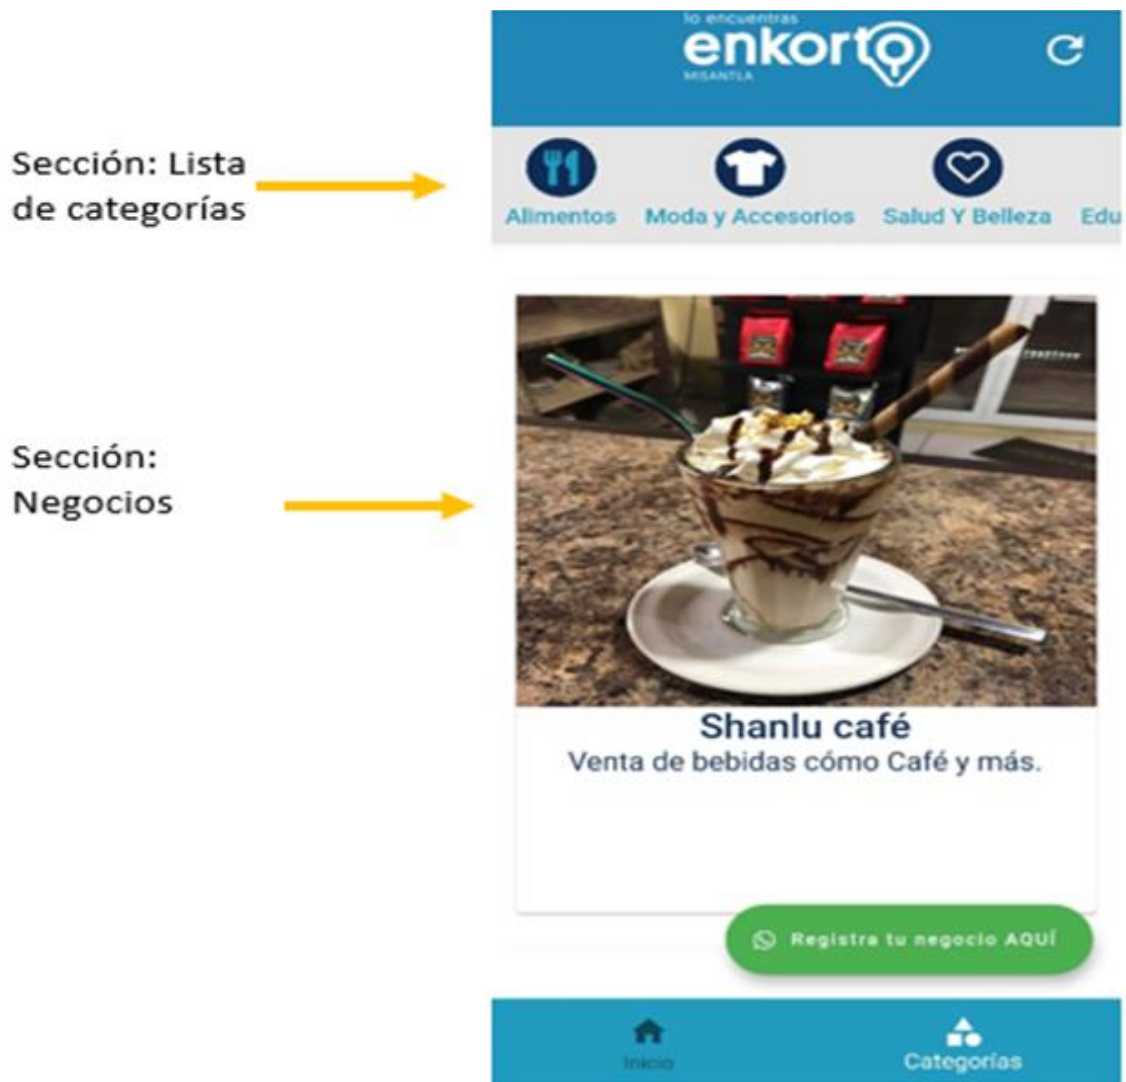 lo encuentras
enkorto
MISANTLA
Sección: Lista
de categorías
Alimentos
Moda y Accesorios
Salud Y Belleza
Edu
Sección:
Negocios
Shanlu café
Venta de bebidas cómo Café y más.
Registra tu negocio AQUÍ
Inicio
Categorías